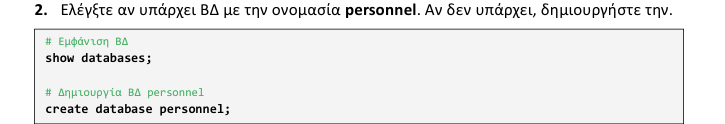 2. Ελέγξτε αν υπάρχει ΒΔ με την ονομασία personnel. Αν δεν υπάρχει, δημιουργήστε την.
# Εμφάνιση ΒΔ
show databases;
# Δημιουργία ΒΔ personnel
create database personnel;